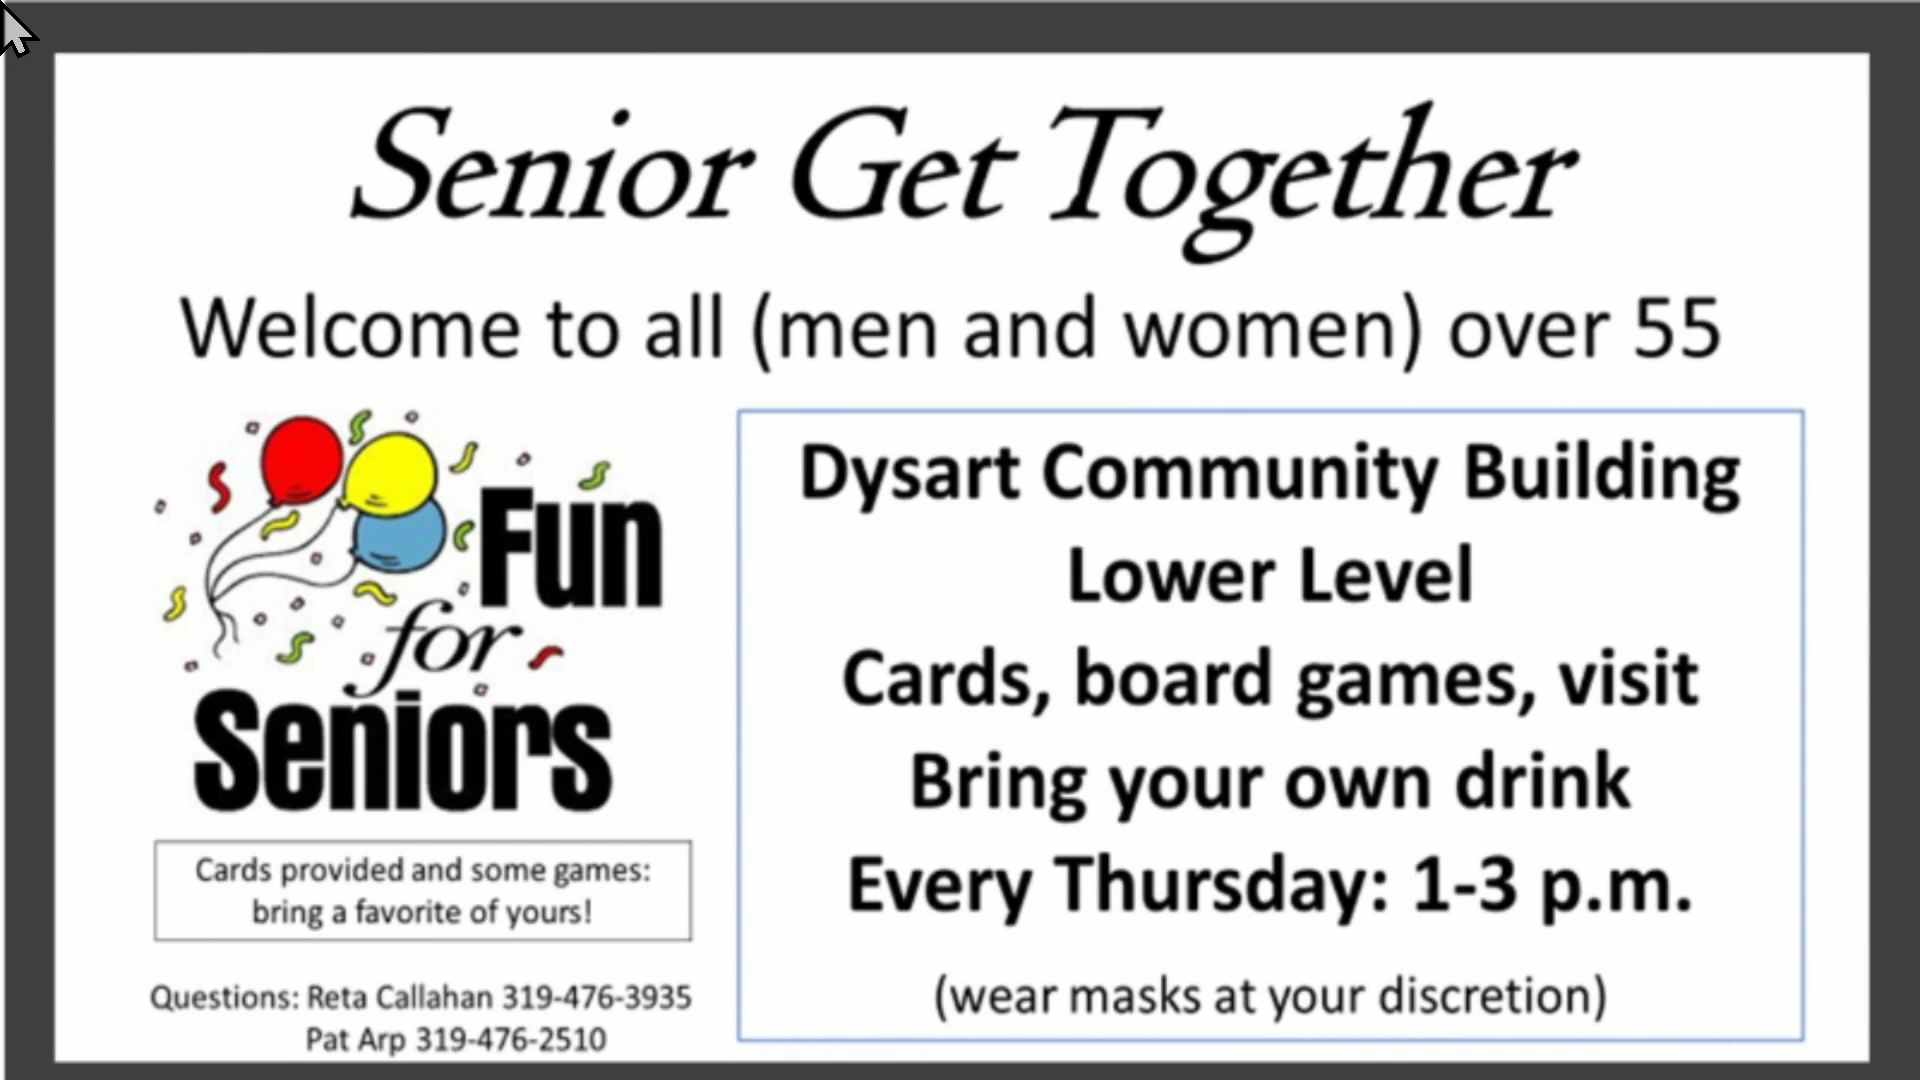 Senior Get Together
Welcome to all (men and women) over 55
Fun
for
Seniors
Cards provided and some games:
bring a favorite of yours!
Questions: Reta Callahan 319-476-3935
Pat Arp 319-476-2510
Dysart Community Building
Lower Level
Cards, board games, visit
Bring your own drink
Every Thursday: 1-3 p.m.
(wear masks at your discretion)